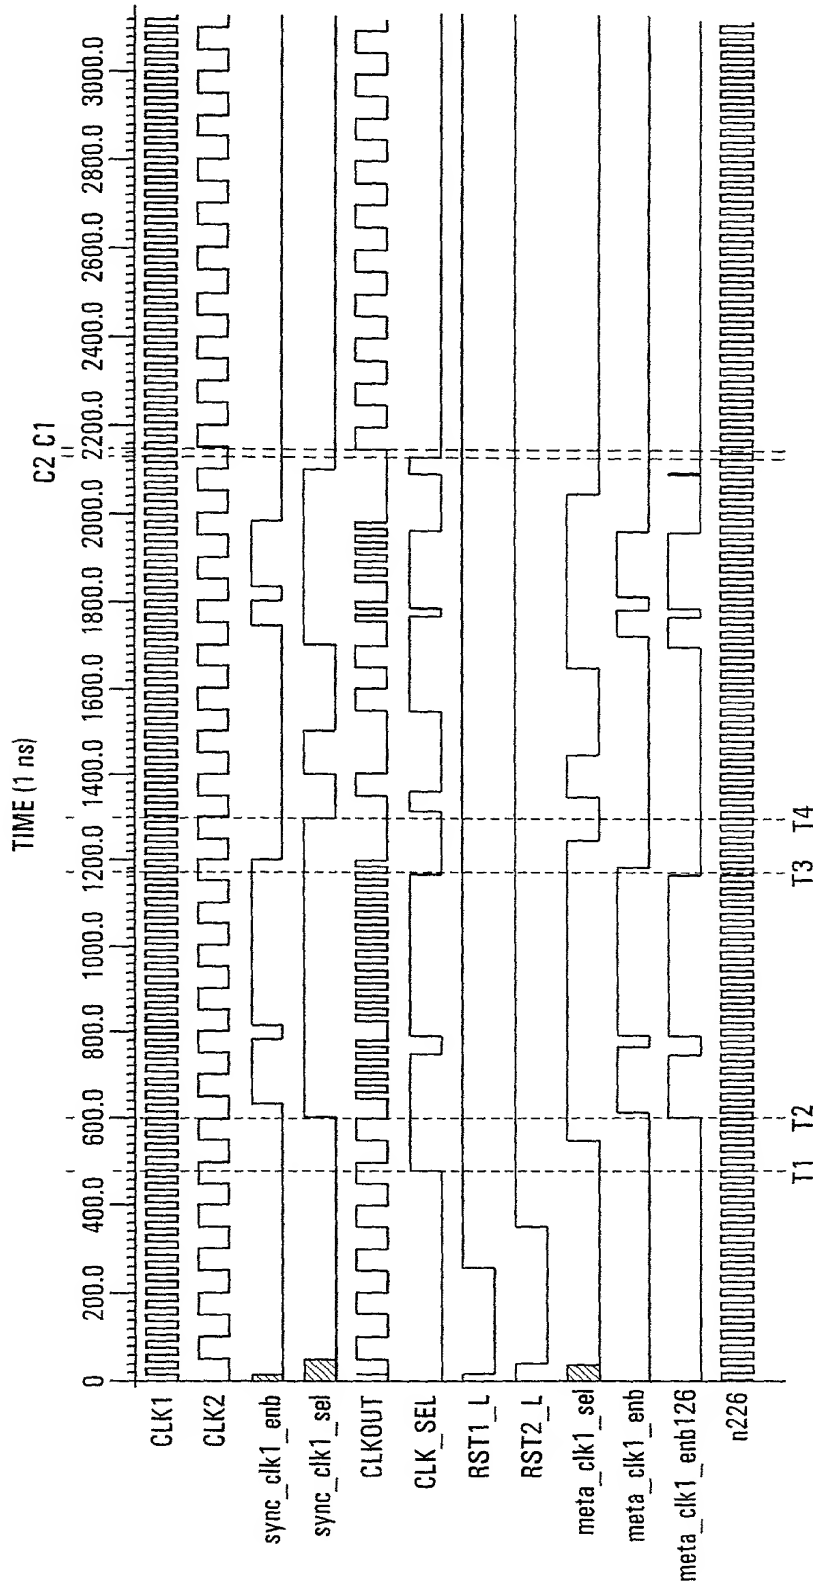 TIME (1 ns)
C2 C1
0 200.0 400.0 600.0 800.0 1000.0 1200.0 1400.0 1600.0 1800.0 2000.0 2200.0 2400.0 2600.0 2800.0 3000.0
CLK1
CLK2
sync_clk1_enb
sync_clk1_sel
CLKOUT
CLK_SEL
RST1_L
RST2_L
meta_clk1_sel
meta_clk1_enb
meta_clk1_enb126
n226
T1 T2 T3 T4